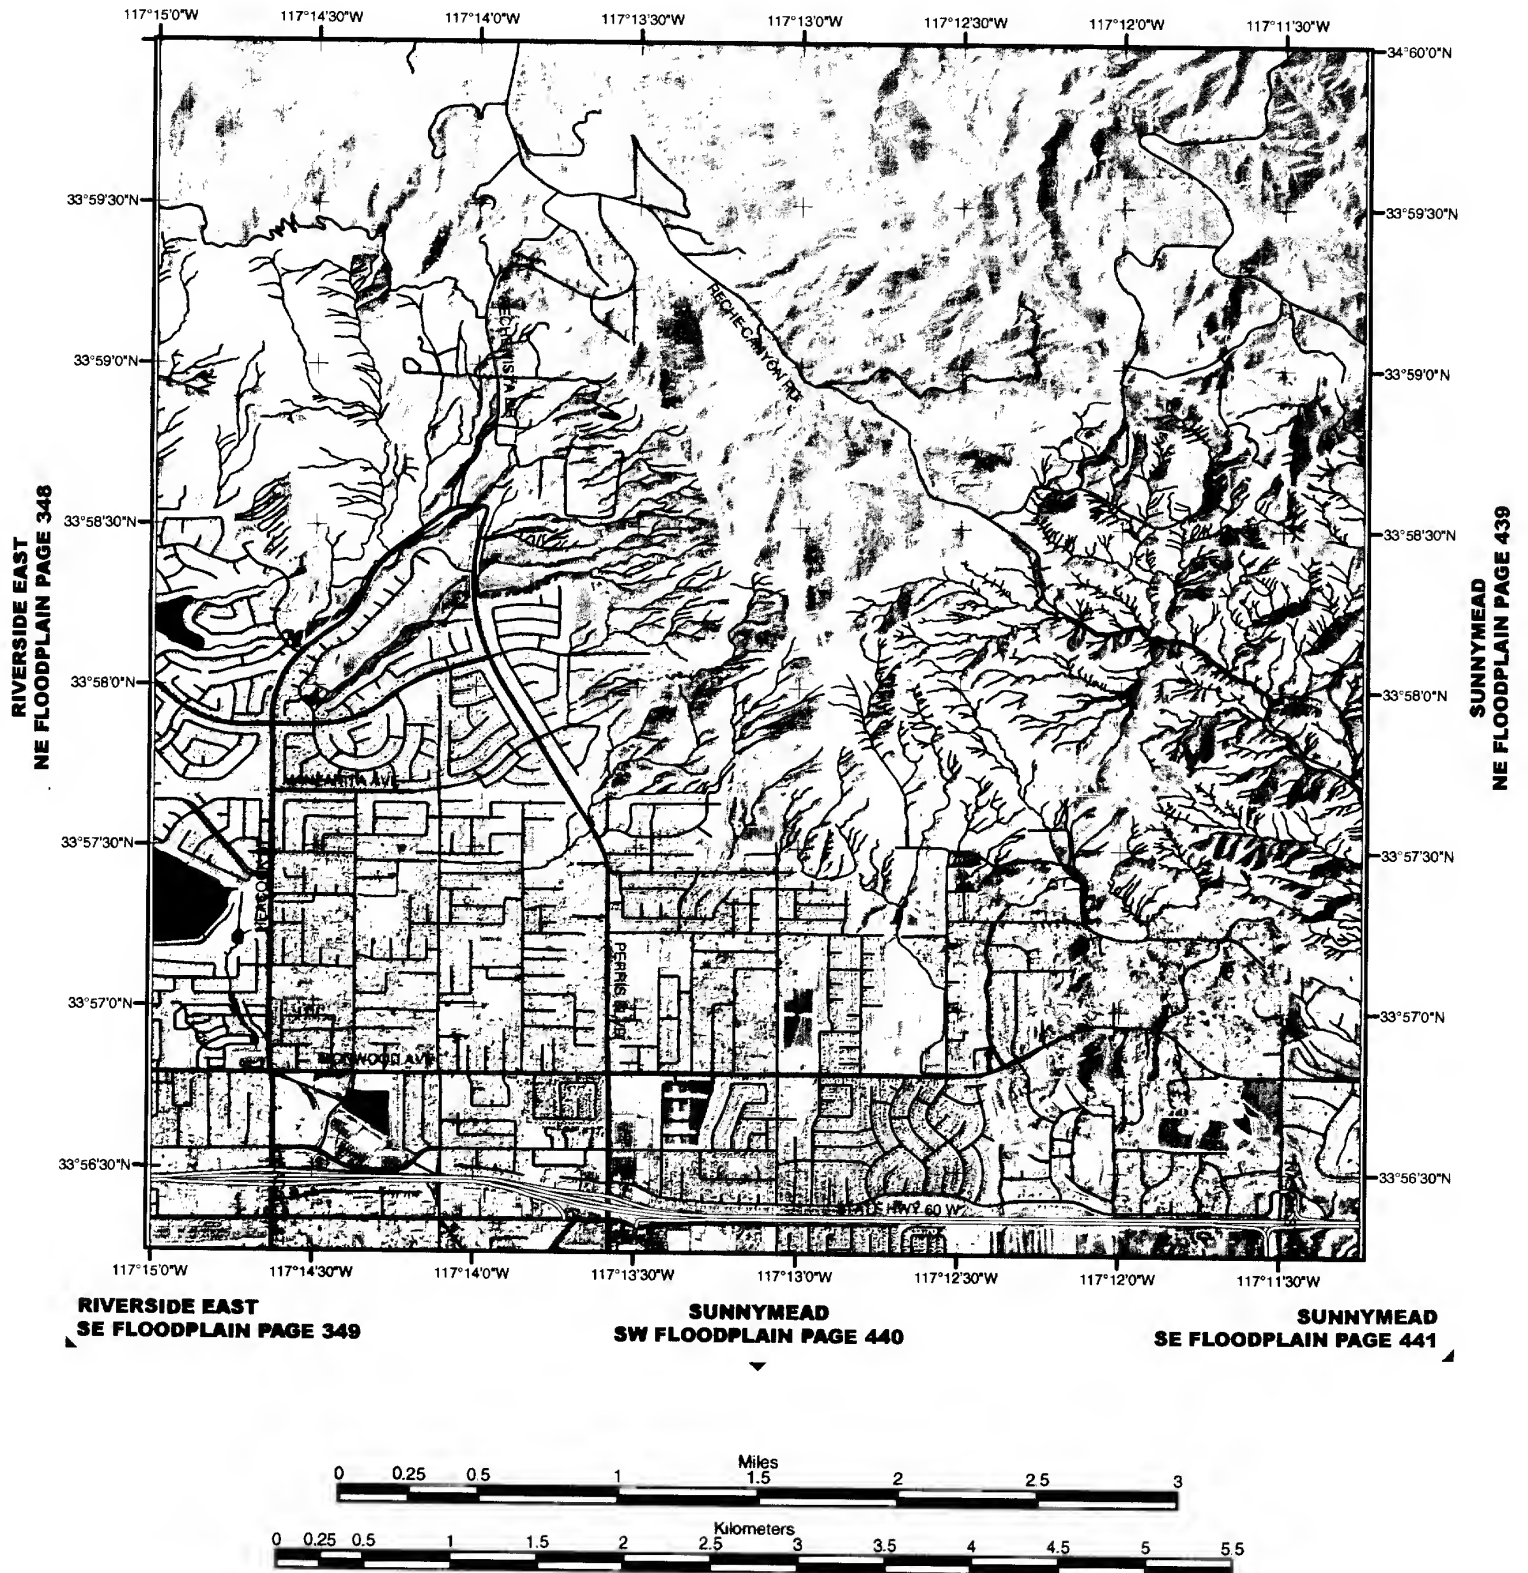 117°15'0"W 117°14'30"W 117°14'0"W 117°13'30"W 117°13'0"W 117°12'30"W 117°12'0"W 117°11'30"W
34°60'0"N
33°59'30"N 33°59'30"N
RECHE CANYON RD
33°59'0"N 33°59'0"N
RIVERSIDE EAST
NE FLOODPLAIN PAGE 348
SUNNYMEAD
NE FLOODPLAIN PAGE 439
33°58'30"N 33°58'30"N
33°58'0"N 33°58'0"N
MANZANITA AVE
33°57'30"N 33°57'30"N
HEACOCK ST
PERRIS BLVD
33°57'0"N 33°57'0"N
IRONWOOD AVE
33°56'30"N 33°56'30"N
STATE HWY 60 W
117°15'0"W 117°14'30"W 117°14'0"W 117°13'30"W 117°13'0"W 117°12'30"W 117°12'0"W 117°11'30"W
RIVERSIDE EAST
SE FLOODPLAIN PAGE 349
SUNNYMEAD
SW FLOODPLAIN PAGE 440
SUNNYMEAD
SE FLOODPLAIN PAGE 441
Miles
0 0.25 0.5 1 1.5 2 2.5 3
Kilometers
0 0.25 0.5 1 1.5 2 2.5 3 3.5 4 4.5 5 5.5